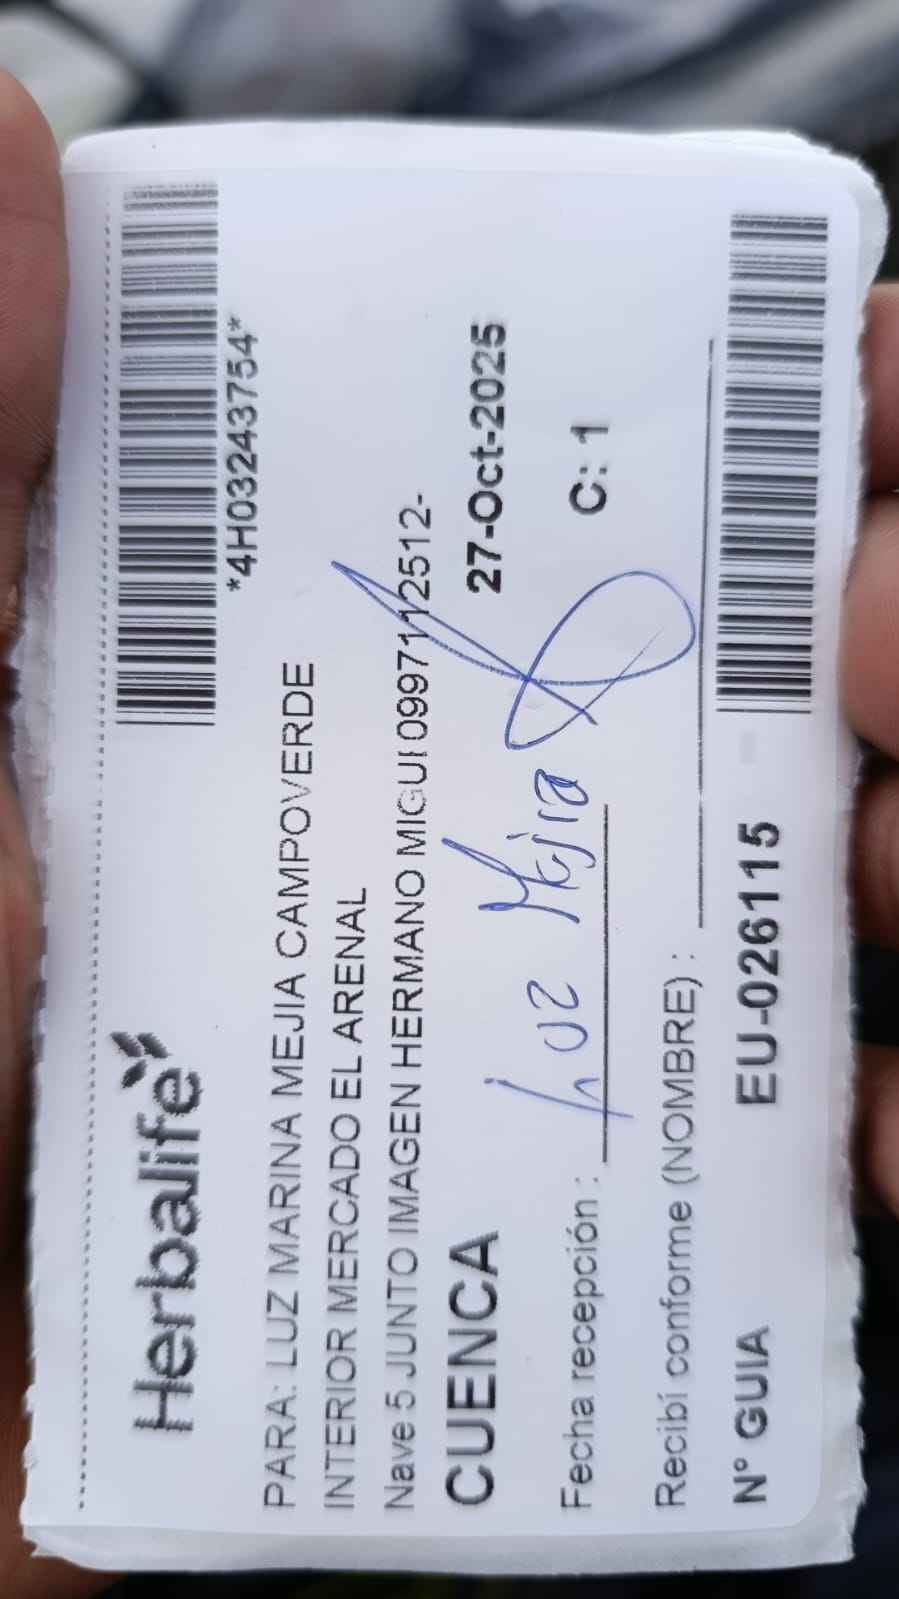 Herbalife
*4H03243754*
PARA: LUZ MARINA MEJIA CAMPOVERDE
INTERIOR MERCADO EL ARENAL
Nave 5 JUNTO IMAGEN HERMANO MIGUI 0997112512-
CUENCA 27-Oct-2025
Luz Mejia
Fecha recepción : C: 1
Recibí conforme (NOMBRE) :
N° GUIA EU-026115